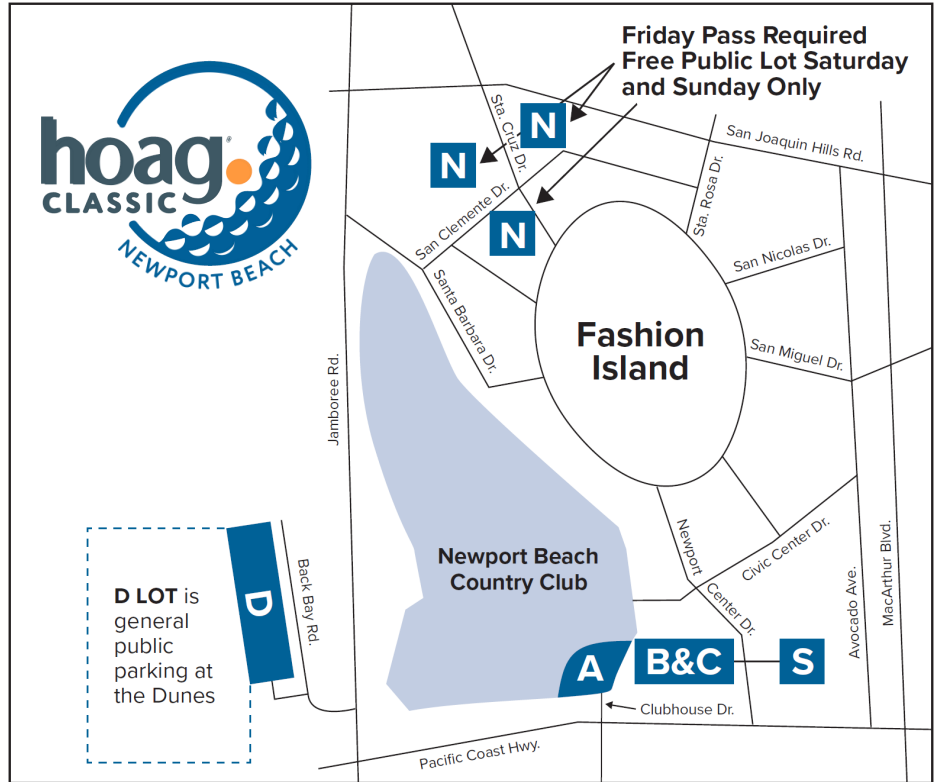 hoag
CLASSIC
NEWPORT BEACH
Friday Pass Required
Free Public Lot Saturday
and Sunday Only
Sta. Cruz Dr.
N
N
N
San Joaquin Hills Rd.
Sta. Rosa Dr.
San Clemente Dr.
San Nicolas Dr.
Santa Barbara Dr.
Fashion
Island
San Miguel Dr.
Jamboree Rd.
Newport Beach
Country Club
Newport
Center Dr.
Civic Center Dr.
Avocado Ave.
MacArthur Blvd.
D LOT is
general
public
parking at
the Dunes
D
Back Bay Rd.
A
B&C
S
Clubhouse Dr.
Pacific Coast Hwy.